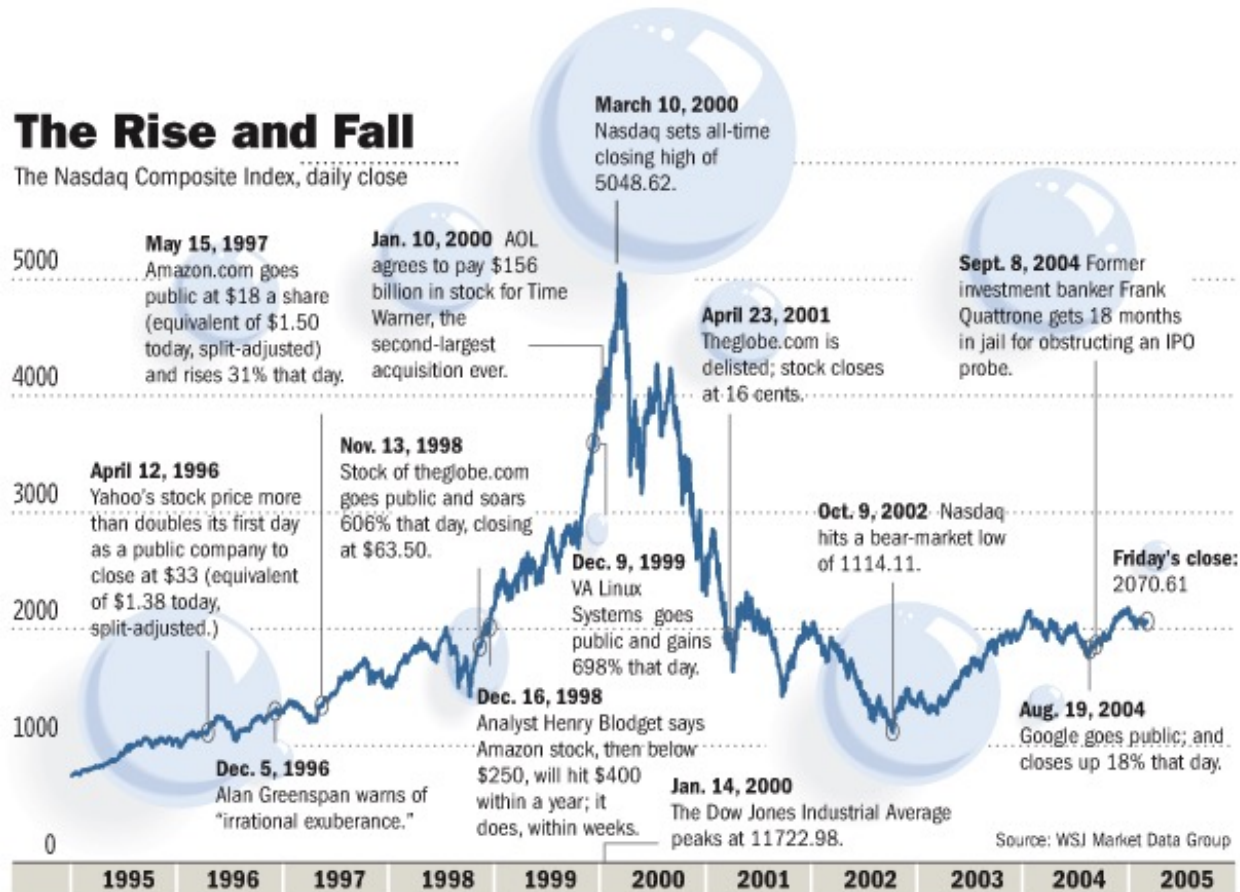 The Rise and Fall
The Nasdaq Composite Index, daily close
March 10, 2000
Nasdaq sets all-time
closing high of
5048.62.
May 15, 1997
Amazon.com goes
public at $18 a share
(equivalent of $1.50
today, split-adjusted)
and rises 31% that day.
Jan. 10, 2000 AOL
agrees to pay $156
billion in stock for Time
Warner, the
second-largest
acquisition ever.
April 23, 2001
Theglobe.com is
delisted; stock closes
at 16 cents.
Sept. 8, 2004 Former
investment banker Frank
Quattrone gets 18 months
in jail for obstructing an IPO
probe.
April 12, 1996
Yahoo's stock price more
than doubles its first day
as a public company to
close at $33 (equivalent
of $1.38 today,
split-adjusted.)
Nov. 13, 1998
Stock of theglobe.com
goes public and soars
606% that day, closing
at $63.50.
Dec. 9, 1999
VA Linux
Systems goes
public and gains
698% that day.
Oct. 9, 2002 Nasdaq
hits a bear-market low
of 1114.11.
Friday's close:
2070.61
Dec. 5, 1996
Alan Greenspan warns of
"irrational exuberance."
Dec. 16, 1998
Analyst Henry Blodget says
Amazon stock, then below
$250, will hit $400
within a year; it
does, within weeks.
Jan. 14, 2000
The Dow Jones Industrial Average
peaks at 11722.98.
Aug. 19, 2004
Google goes public; and
closes up 18% that day.
Source: WSJ Market Data Group
5000
4000
3000
2000
1000
0
1995 1996 1997 1998 1999 2000 2001 2002 2003 2004 2005